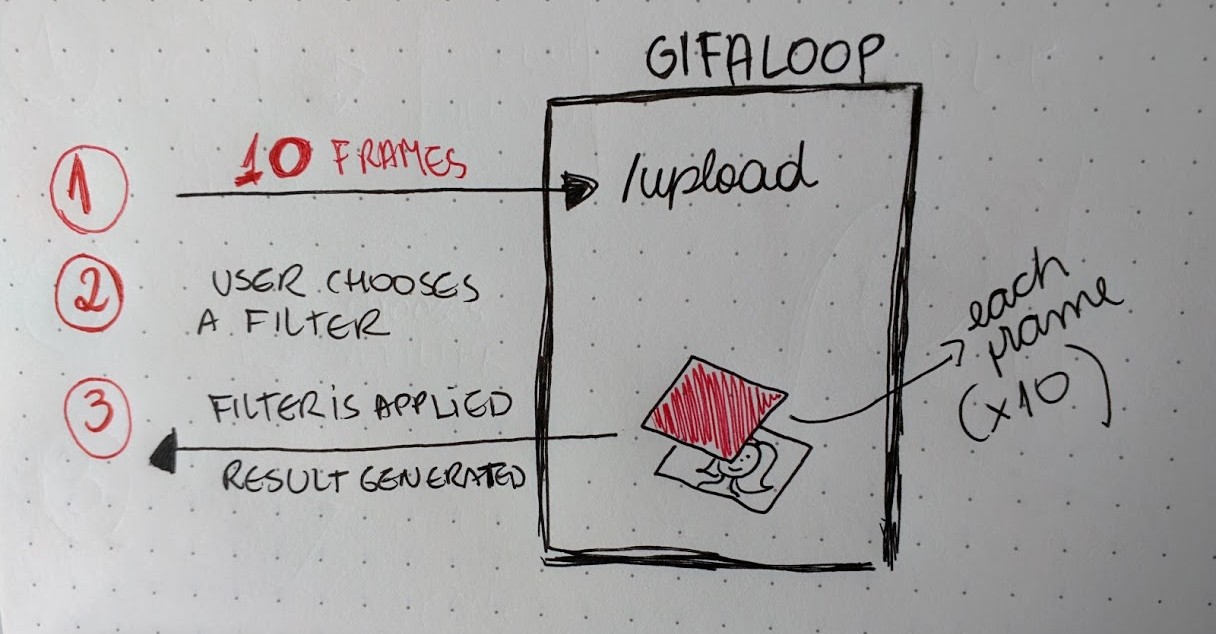 GIFALOOP
1
10 FRAMES
/upload
2
USER CHOOSES
A FILTER
each
frame
(x10)
3
FILTER IS APPLIED
RESULT GENERATED